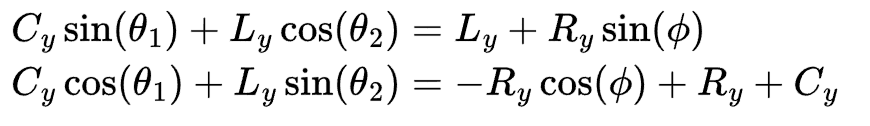 C_y sin(θ_1) + L_y cos(θ_2) = L_y + R_y sin(ϕ)
C_y cos(θ_1) + L_y sin(θ_2) = −R_y cos(ϕ) + R_y + C_y